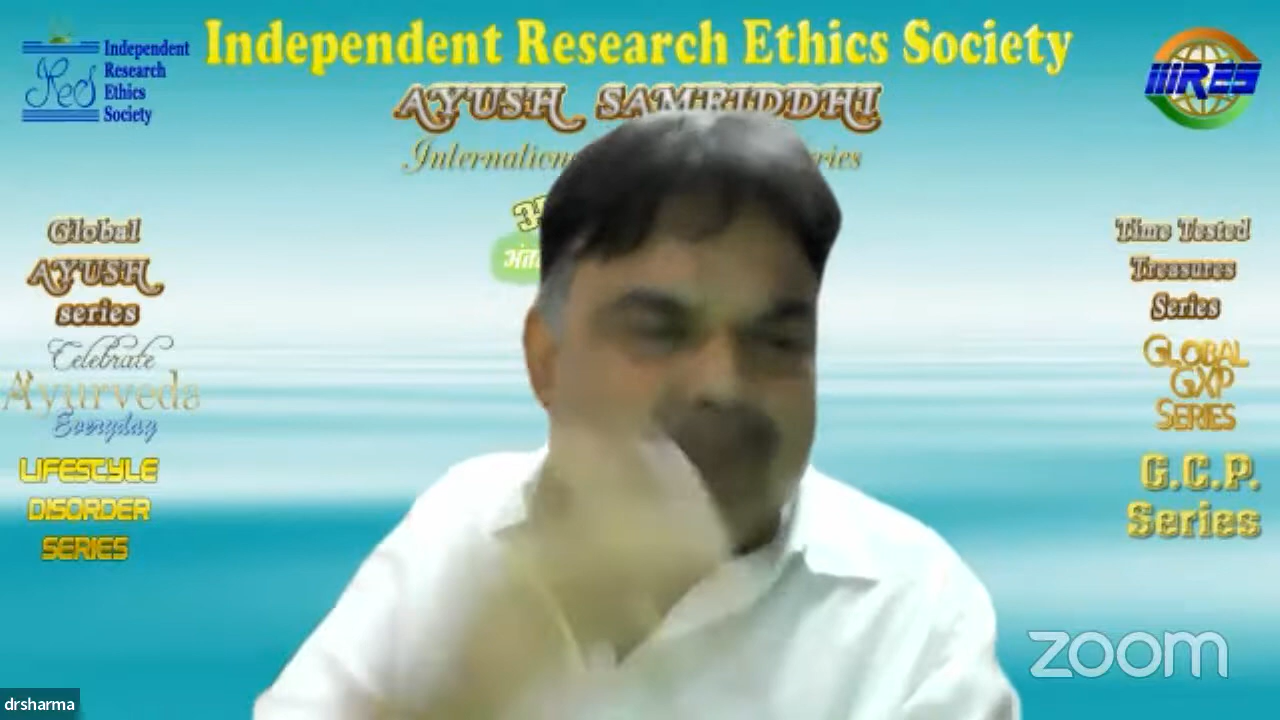 Independent
Research
Ethics
Society
Independent Research Ethics Society
AYUSH SAMRIDDHI
IIIRES
Global
AYUSH
series
Celebrate
Ayurveda
Everyday
LIFESTYLE
DISORDER
SERIES
Time Tested
Treasures
Series
GLOBAL
GXP
SERIES
G.C.P.
Series
zoom
drsharma